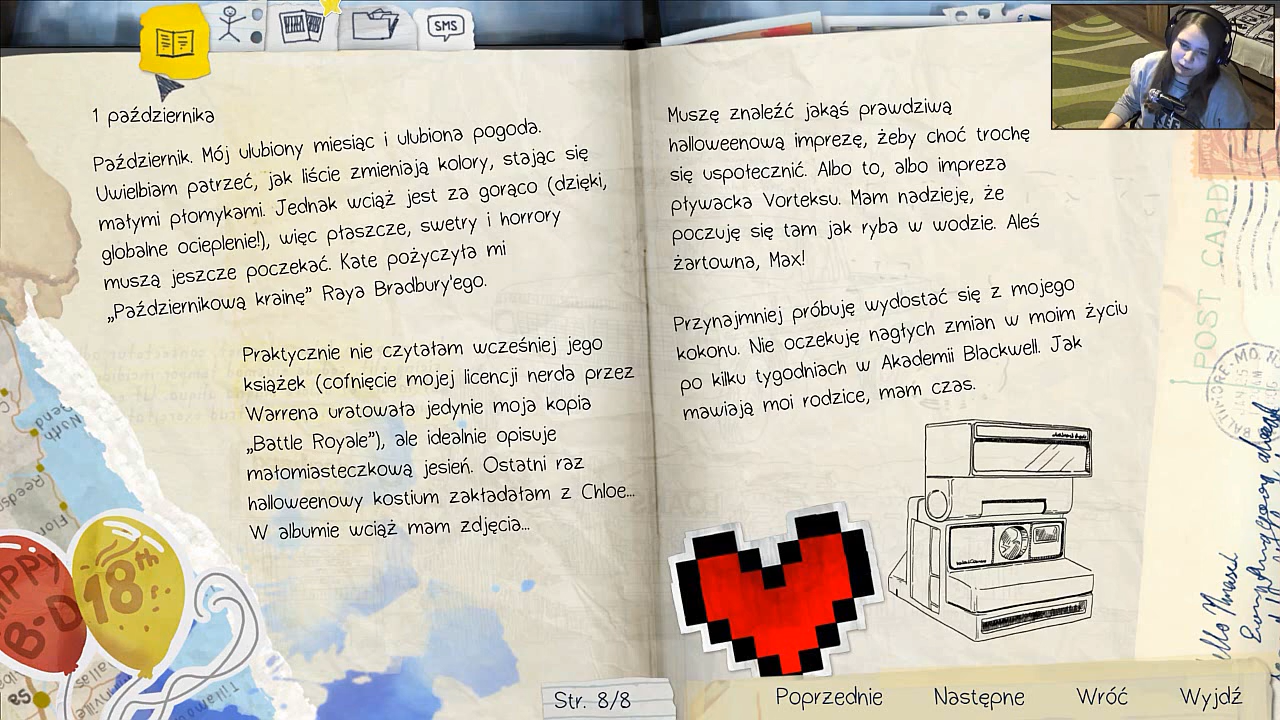 SMS
1 października
Październik. Mój ulubiony miesiąc i ulubiona pogoda.
Uwielbiam patrzeć, jak liście zmieniają kolory, stając się
małymi płomykami. Jednak wciąż jest za gorąco (dzięki,
globalne ocieplenie!), więc płaszcze, swetry i horrory
muszą jeszcze poczekać. Kate pożyczyła mi
„Październikową krainę” Raya Bradbury'ego.
Praktycznie nie czytałam wcześniej jego
książek (cofnięcie mojej licencji nerda przez
Warrena uratowała jedynie moja kopia
„Battle Royale”), ale idealnie opisuje
małomiasteczkową jesień. Ostatni raz
halloweenowy kostium zakładałam z Chloe...
W albumie wciąż mam zdjęcia...
Muszę znaleźć jakąś prawdziwą
halloweenową imprezę, żeby choć trochę
się uspołecznić. Albo to, albo impreza
pływacka Vorteksu. Mam nadzieję, że
poczuję się tam jak ryba w wodzie. Aleś
żartowna, Max!
Przynajmniej próbuję wydostać się z mojego
kokonu. Nie oczekuję nagłych zmian w moim życiu
po kilku tygodniach w Akademii Blackwell. Jak
mawiają moi rodzice, mam czas.
POST CARD
North
Bend
18th
B-D
Str. 8/8
Poprzednie
Następne
Wróć
Wyjdź